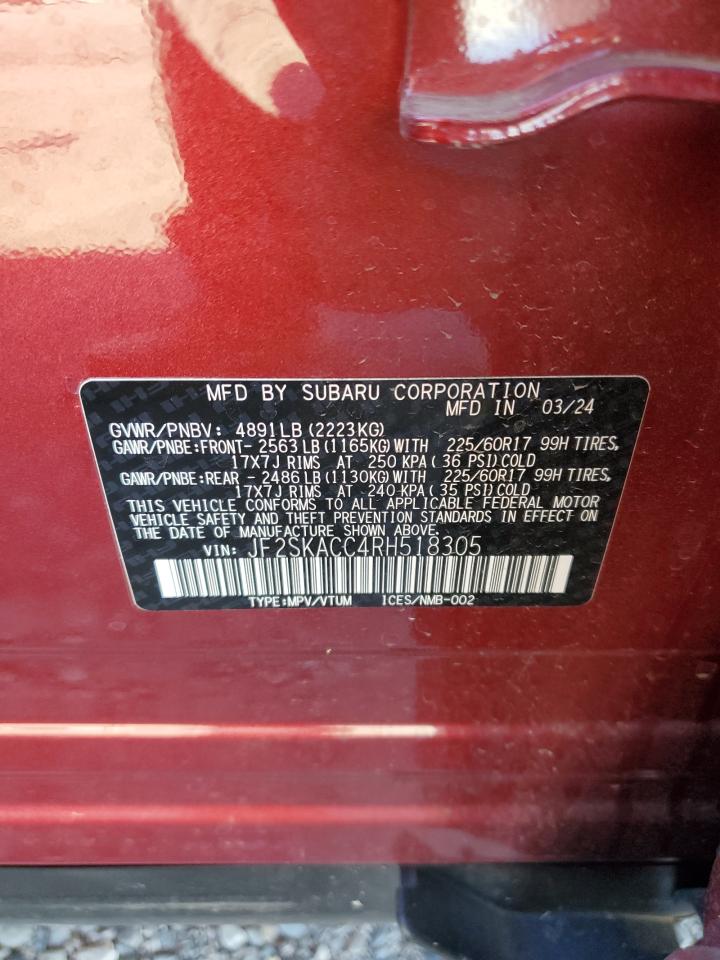 MFD BY SUBARU CORPORATION
MFD IN 03/24
GVWR/PNBV: 4891LB(2223KG)
GAWR/PNBE:FRONT- 2563 LB(1165KG)WITH 225/60R17 99H TIRES,
17X7J RIMS AT 250 KPA( 36 PSI)COLD
GAWR/PNBE:REAR - 2486 LB(1130KG)WITH 225/60R17 99H TIRES,
17X7J RIMS AT 240 KPA( 35 PSI)COLD
THIS VEHICLE CONFORMS TO ALL APPLICABLE FEDERAL MOTOR
VEHICLE SAFETY AND THEFT PREVENTION STANDARDS IN EFFECT ON
THE DATE OF MANUFACTURE SHOWN ABOVE.
VIN: JF2SKACC4RH518305
TYPE:MPV/VTUM ICES/NMB-002